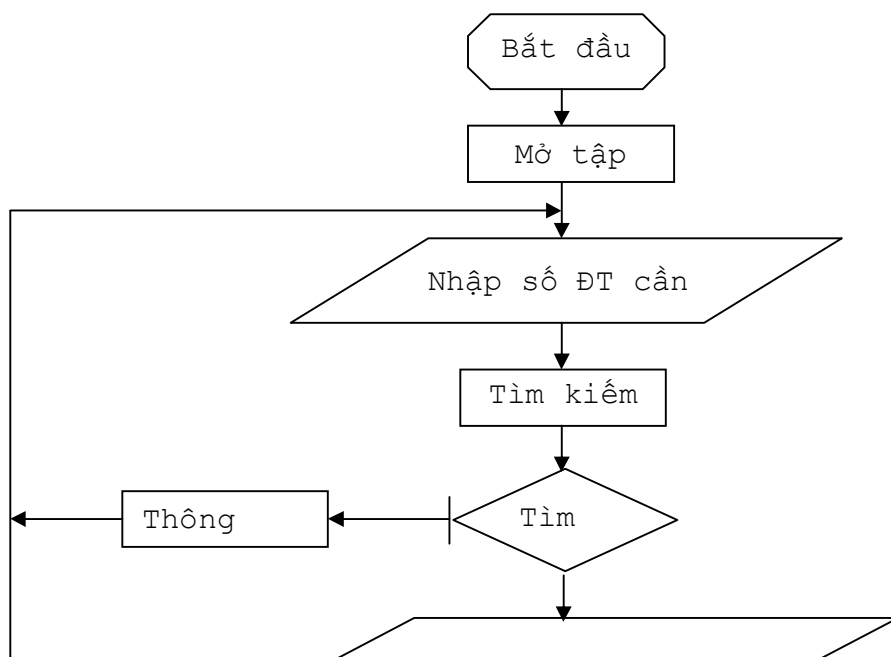 Bắt đầu
Mở tập
Nhập số ĐT cần
Tìm kiếm
Thông
Tìm